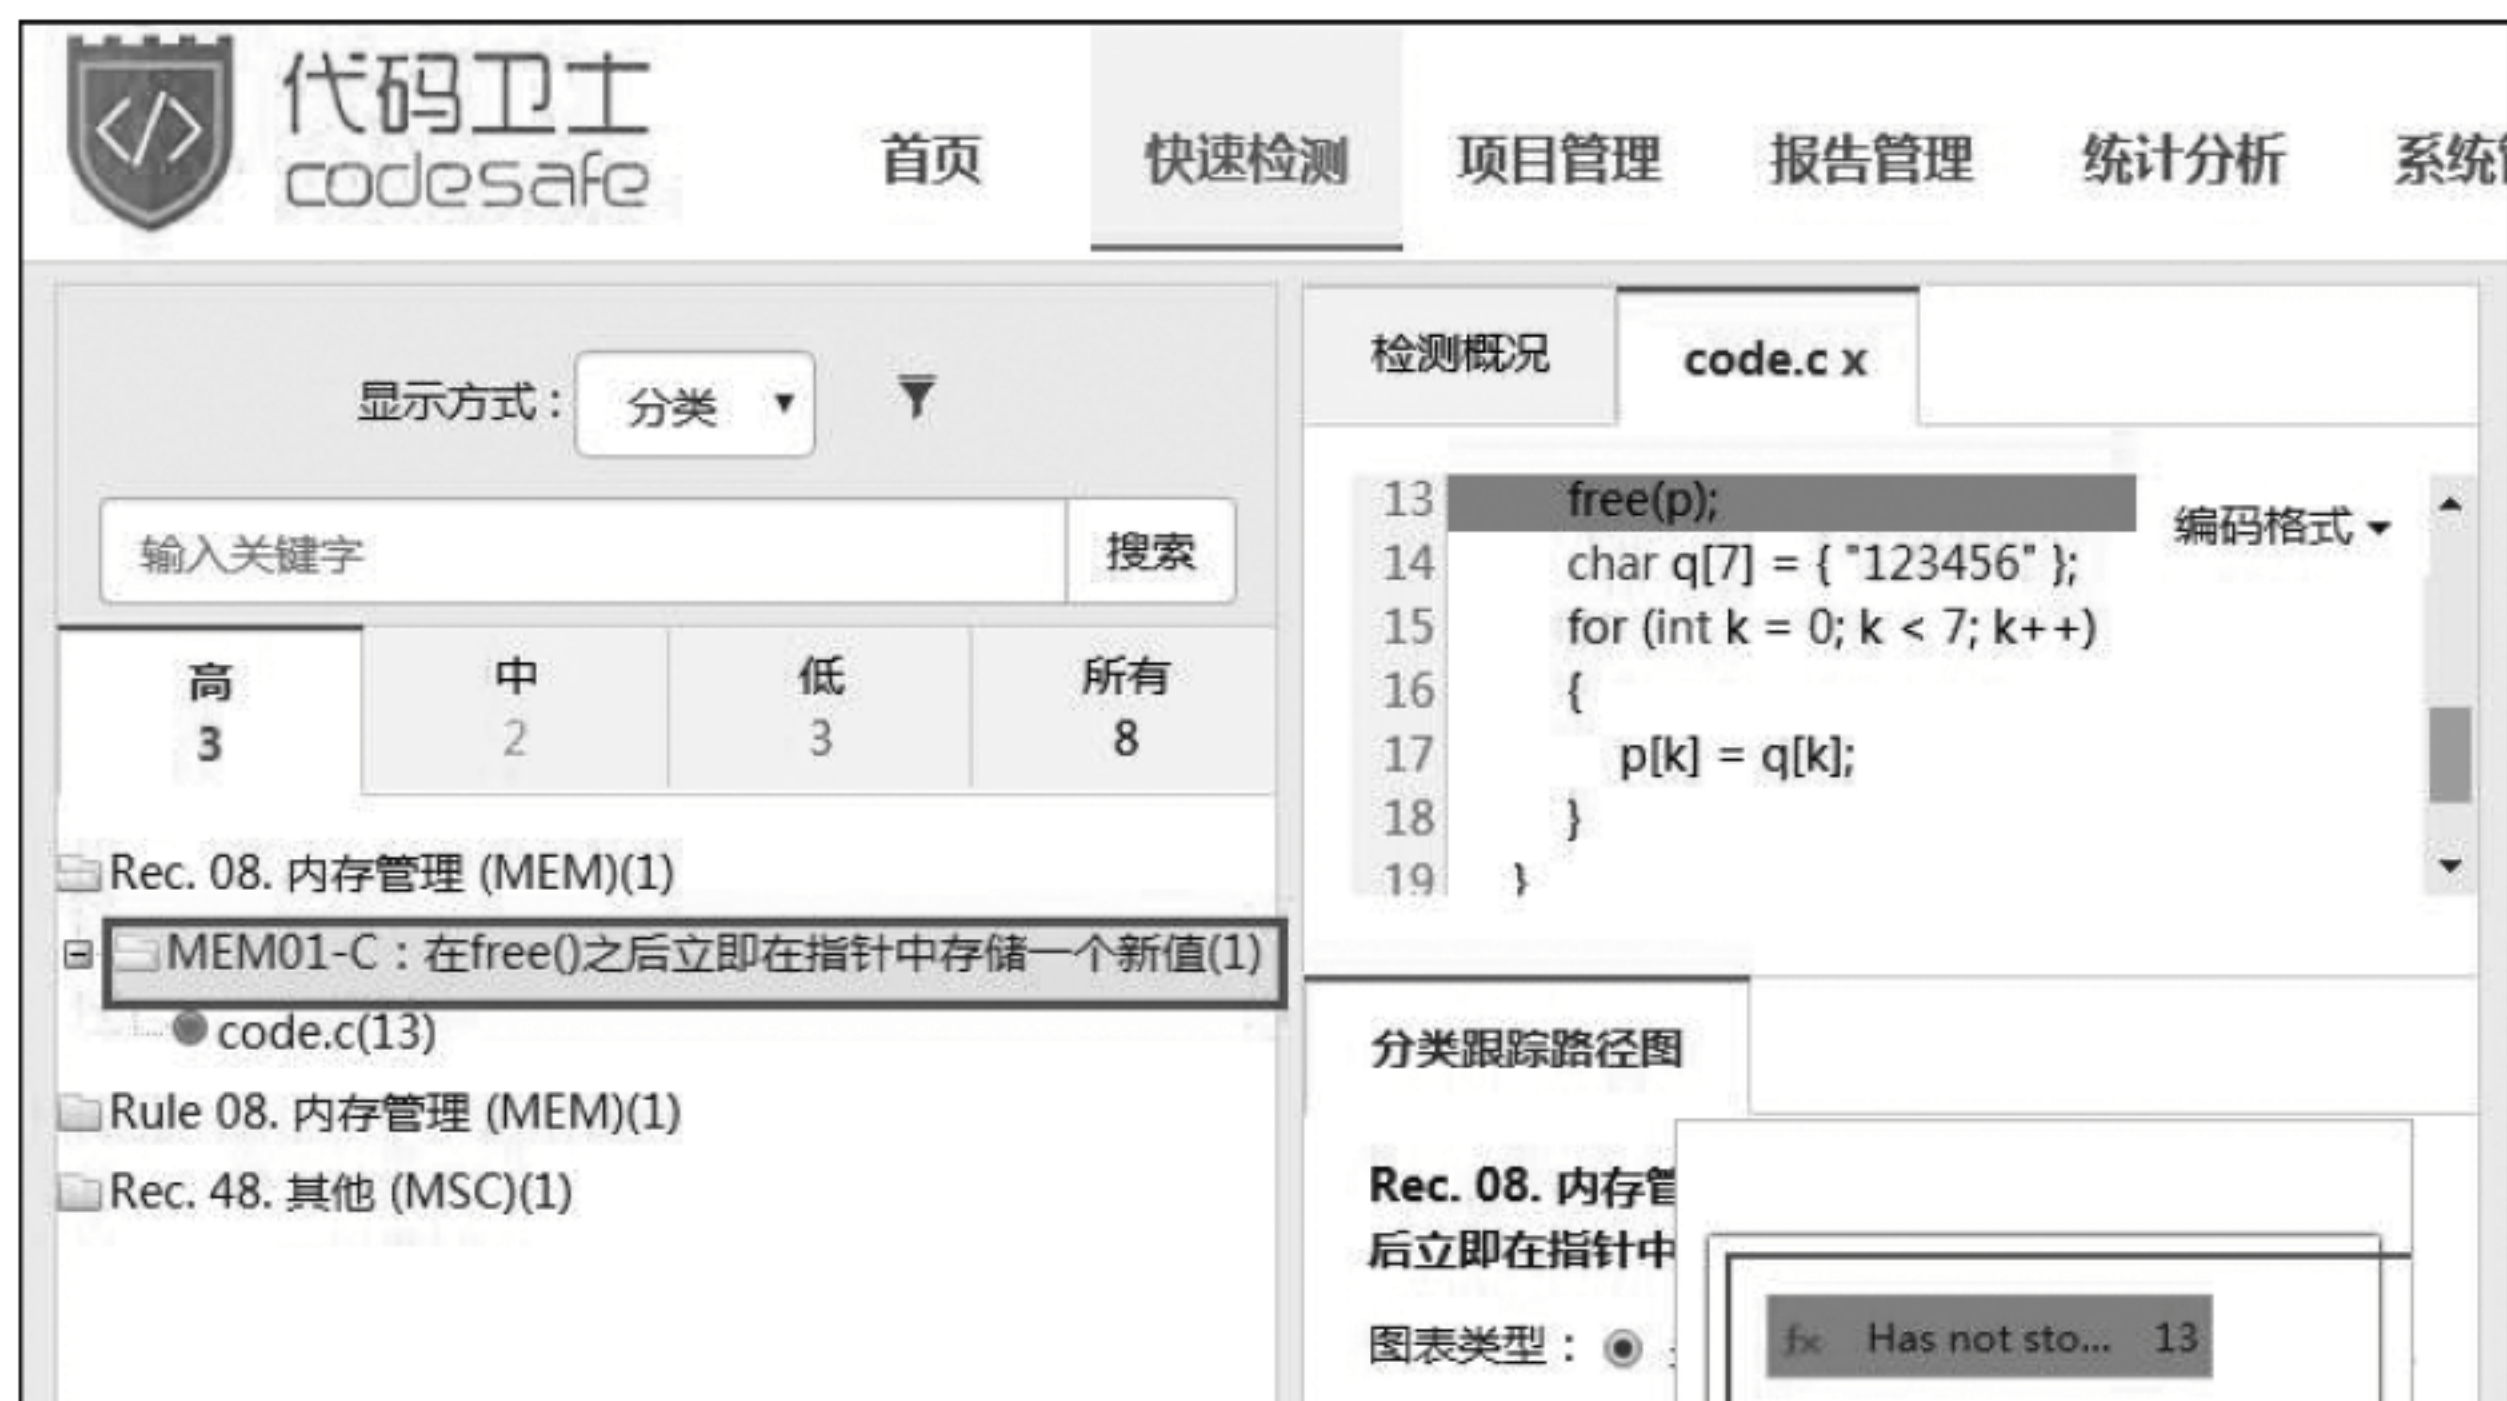 代码卫士
codesafe
首页 快速检测 项目管理 报告管理 统计分析 系统
显示方式： 分类
输入关键字 搜索
高 中 低 所有
3 2 3 8
Rec. 08. 内存管理 (MEM)(1)
MEM01-C：在free()之后立即在指针中存储一个新值(1)
code.c(13)
Rule 08. 内存管理 (MEM)(1)
Rec. 48. 其他 (MSC)(1)
检测概况 code.c x
编码格式
13 free(p);
14 char q[7] = { "123456" };
15 for (int k = 0; k < 7; k++)
16 {
17 p[k] = q[k];
18 }
19 }
分类跟踪路径图
Rec. 08. 内存管
后立即在指针中
图表类型：
fx Has not sto... 13